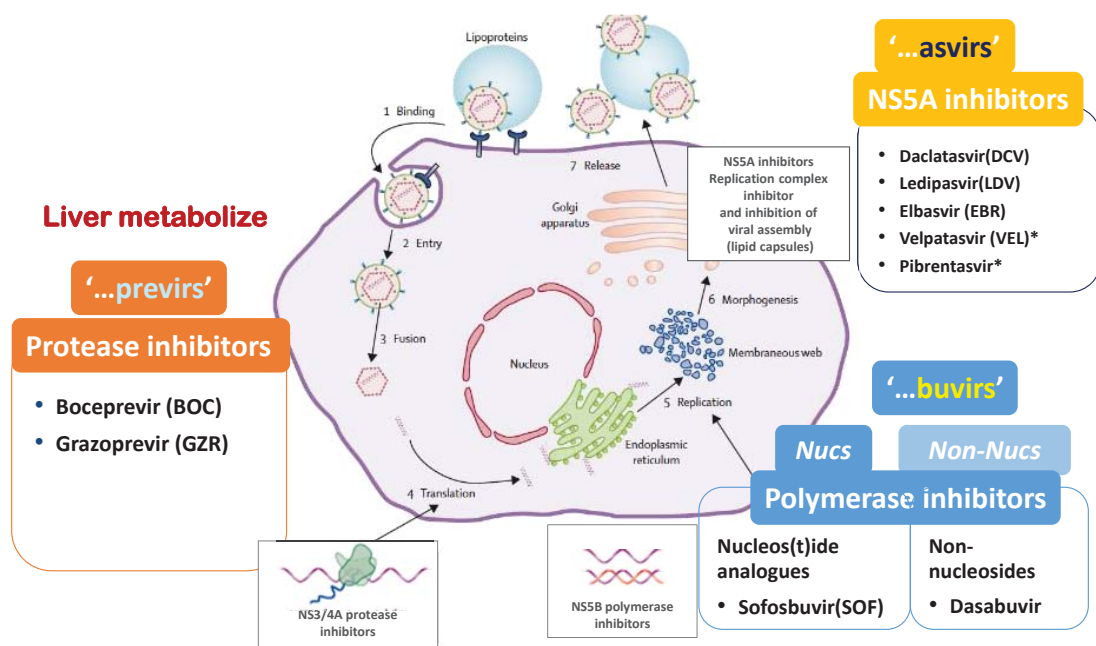 Lipoproteins
1 Binding
7 Release
Golgi
apparatus
2 Entry
6 Morphogenesis
3 Fusion
Nucleus
Membraneous web
5 Replication
Endoplasmic
reticulum
4 Translation
Liver metabolize
‘...previrs’
Protease inhibitors
• Boceprevir (BOC)
• Grazoprevir (GZR)
NS3/4A protease
inhibitors
NS5A inhibitors
Replication complex
inhibitor
and inhibition of
viral assembly
(lipid capsules)
‘...asvirs’
NS5A inhibitors
• Daclatasvir(DCV)
• Ledipasvir(LDV)
• Elbasvir (EBR)
• Velpatasvir (VEL)*
• Pibrentasvir*
‘...buvirs’
Nucs
Non-Nucs
Polymerase inhibitors
Nucleos(t)ide
analogues
• Sofosbuvir(SOF)
Non-
nucleosides
• Dasabuvir
NS5B polymerase
inhibitors